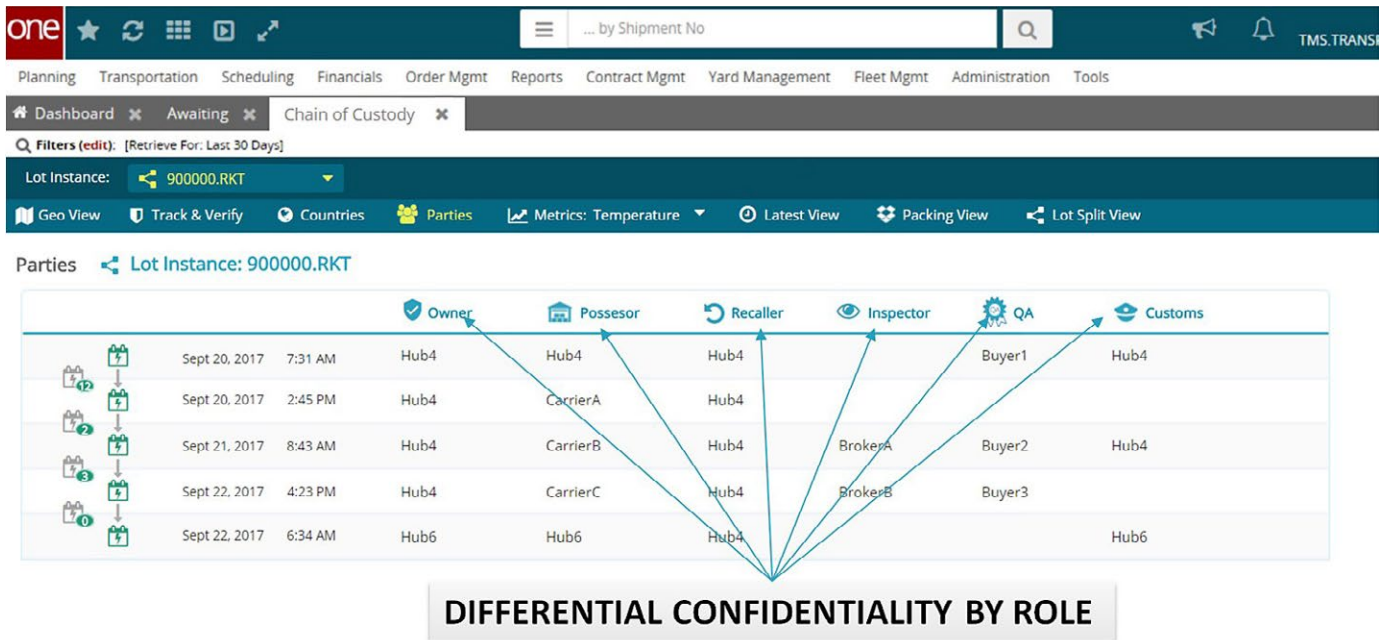 one ... by Shipment No TMS.TRANSP
Planning Transportation Scheduling Financials Order Mgmt Reports Contract Mgmt Yard Management Fleet Mgmt Administration Tools
Dashboard Awaiting Chain of Custody
Filters (edit): [Retrieve For: Last 30 Days]
Lot Instance: 900000.RKT
Geo View Track & Verify Countries Parties Metrics: Temperature Latest View Packing View Lot Split View
Parties Lot Instance: 900000.RKT
Owner Possesor Recaller Inspector QA Customs
Sept 20, 2017 7:31 AM Hub4 Hub4 Hub4 Buyer1 Hub4
12
Sept 20, 2017 2:45 PM Hub4 CarrierA Hub4
2
Sept 21, 2017 8:43 AM Hub4 CarrierB Hub4 BrokerA Buyer2 Hub4
3
Sept 22, 2017 4:23 PM Hub4 CarrierC Hub4 BrokerB Buyer3
0
Sept 22, 2017 6:34 AM Hub6 Hub6 Hub4 Hub6
DIFFERENTIAL CONFIDENTIALITY BY ROLE